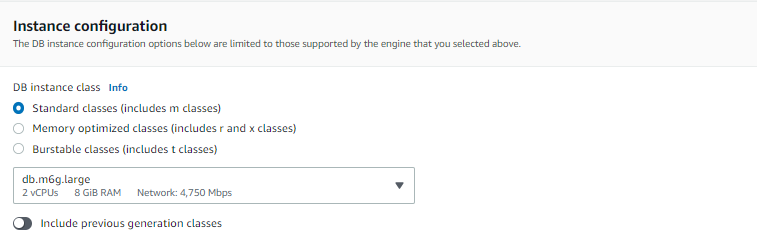 Instance configuration
The DB instance configuration options below are limited to those supported by the engine that you selected above.
DB instance class Info
Standard classes (includes m classes)
Memory optimized classes (includes r and x classes)
Burstable classes (includes t classes)
db.m6g.large
2 vCPUs 8 GiB RAM Network: 4,750 Mbps
Include previous generation classes